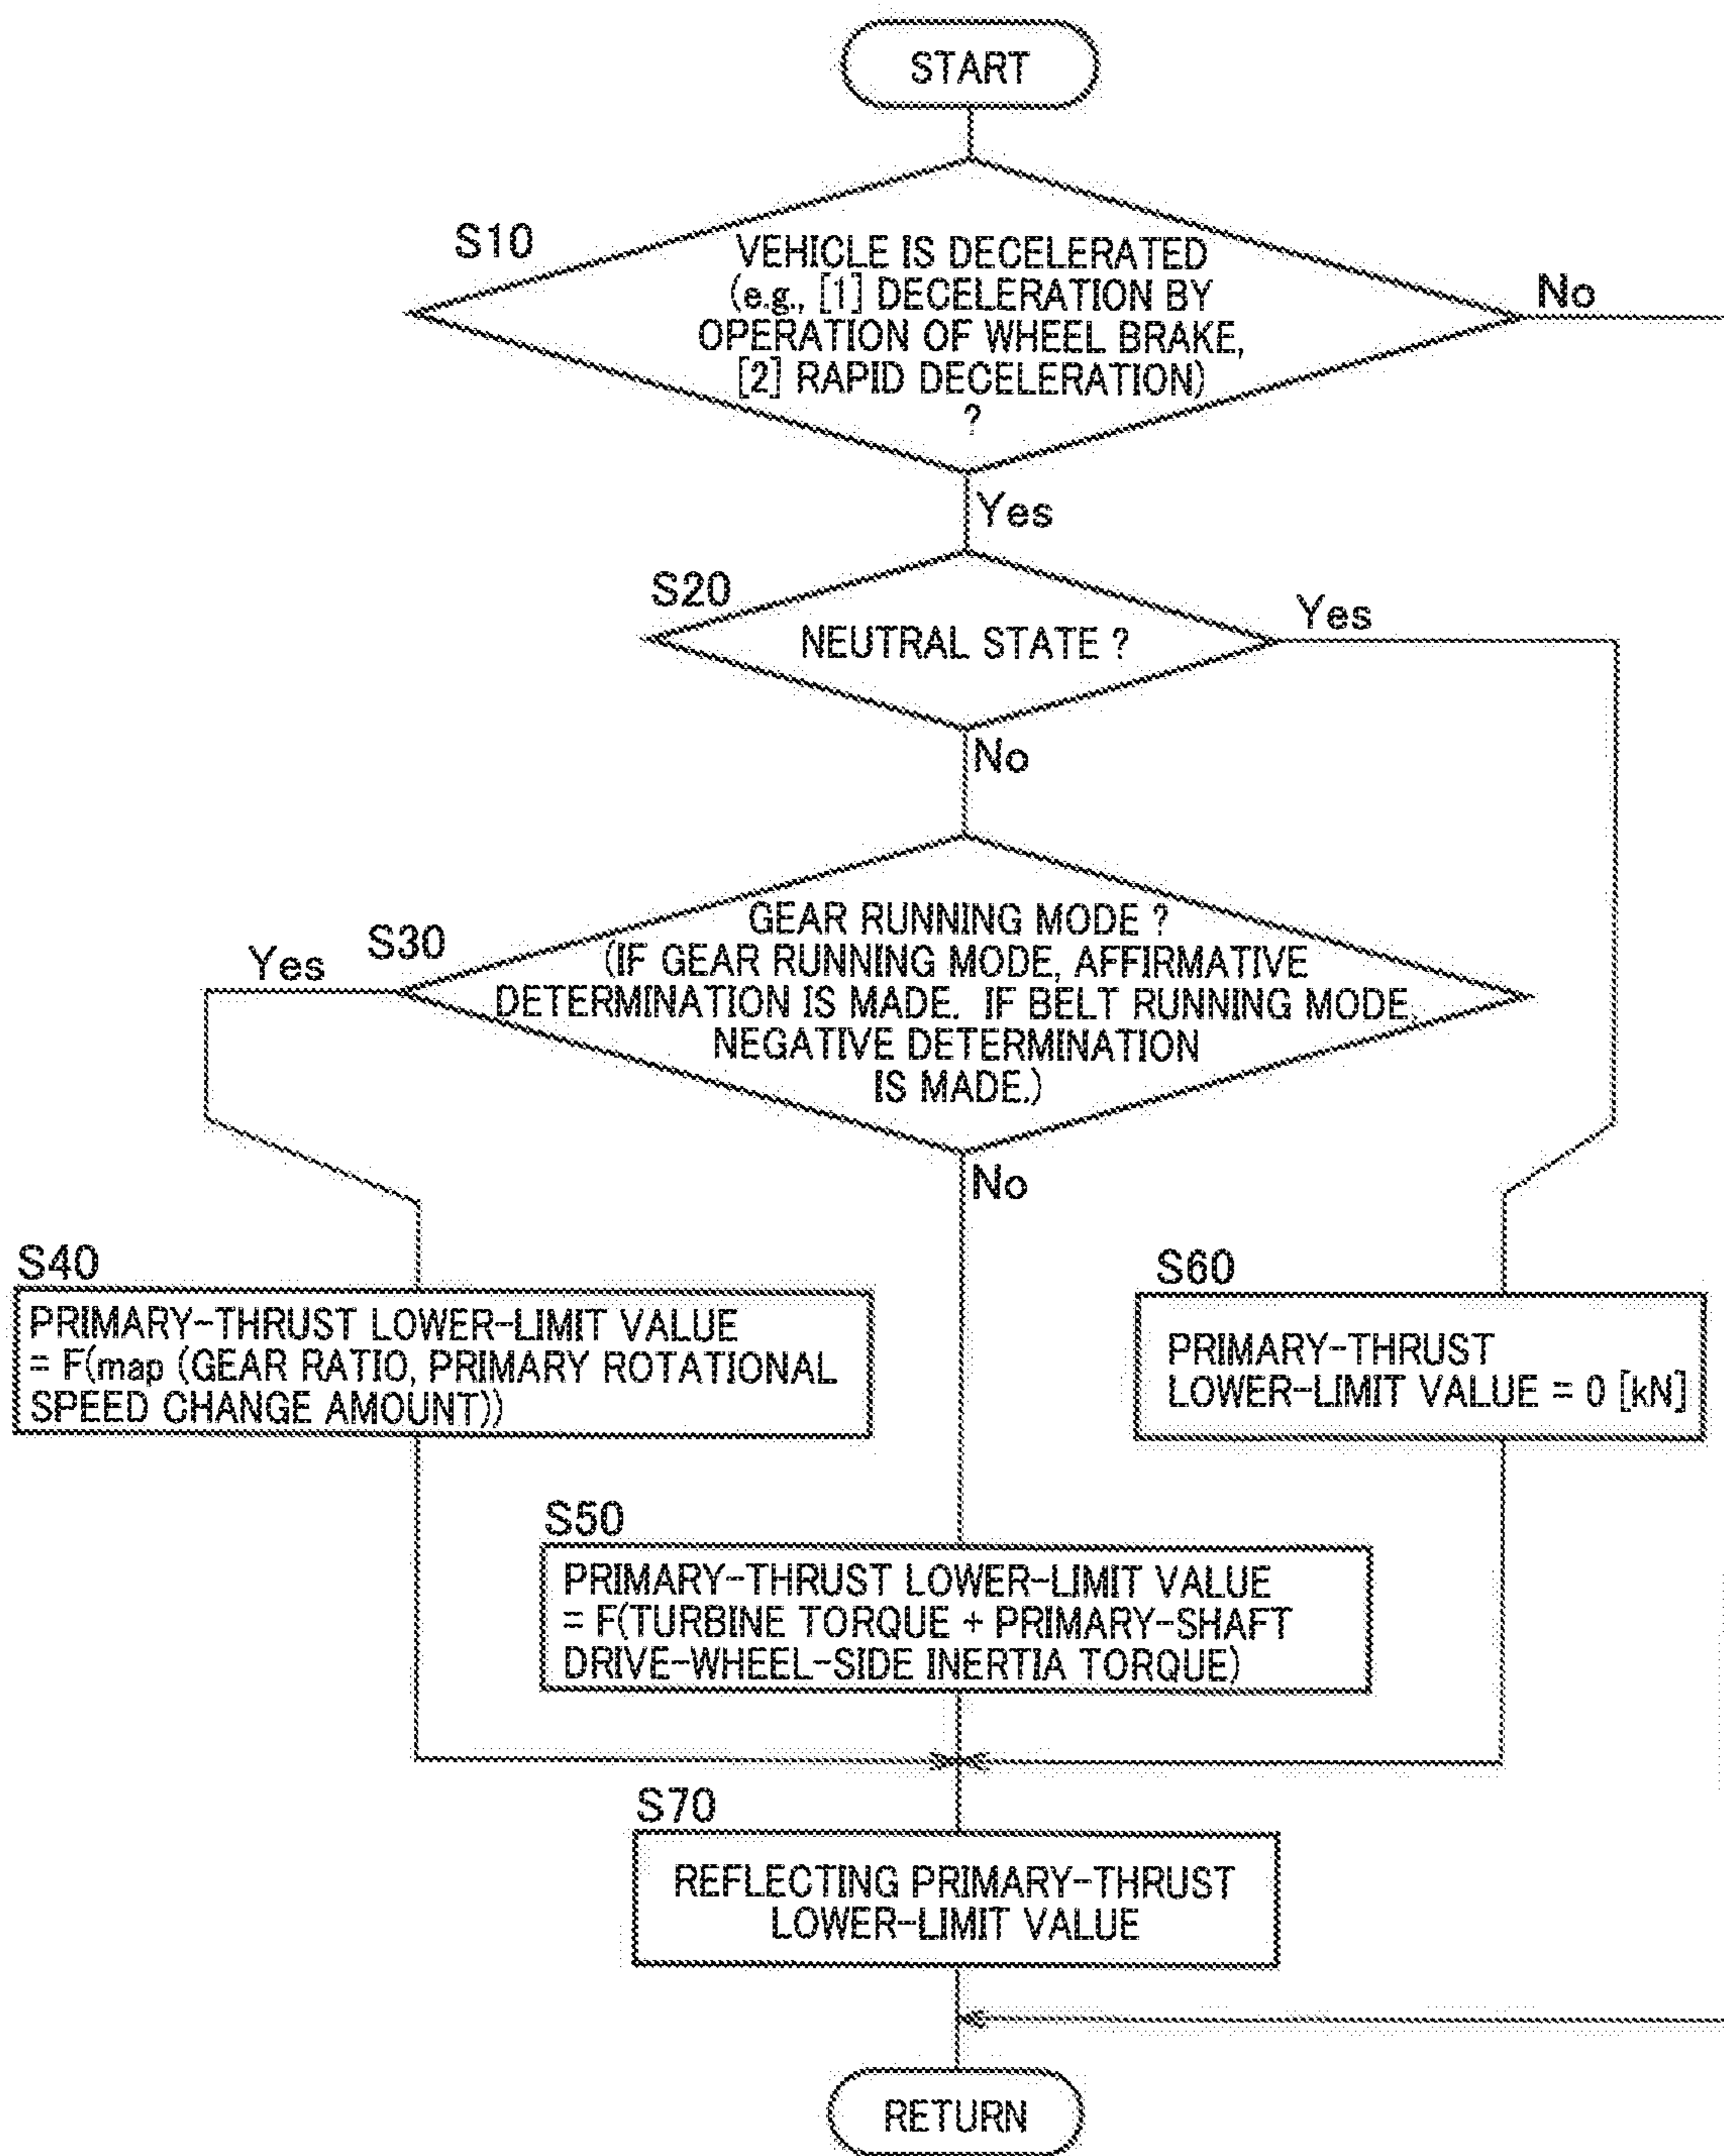 START
S10
VEHICLE IS DECELERATED
(e.g., [1] DECELERATION BY
OPERATION OF WHEEL BRAKE,
[2] RAPID DECELERATION)
?
No
Yes
S20
NEUTRAL STATE ?
Yes
No
S30
Yes
GEAR RUNNING MODE ?
(IF GEAR RUNNING MODE, AFFIRMATIVE
DETERMINATION IS MADE. IF BELT RUNNING MODE,
NEGATIVE DETERMINATION
IS MADE.)
No
S40
PRIMARY-THRUST LOWER-LIMIT VALUE
= F(map (GEAR RATIO, PRIMARY ROTATIONAL
SPEED CHANGE AMOUNT))
S60
PRIMARY-THRUST
LOWER-LIMIT VALUE = 0 [kN]
S50
PRIMARY-THRUST LOWER-LIMIT VALUE
= F(TURBINE TORQUE + PRIMARY-SHAFT
DRIVE-WHEEL-SIDE INERTIA TORQUE)
S70
REFLECTING PRIMARY-THRUST
LOWER-LIMIT VALUE
RETURN